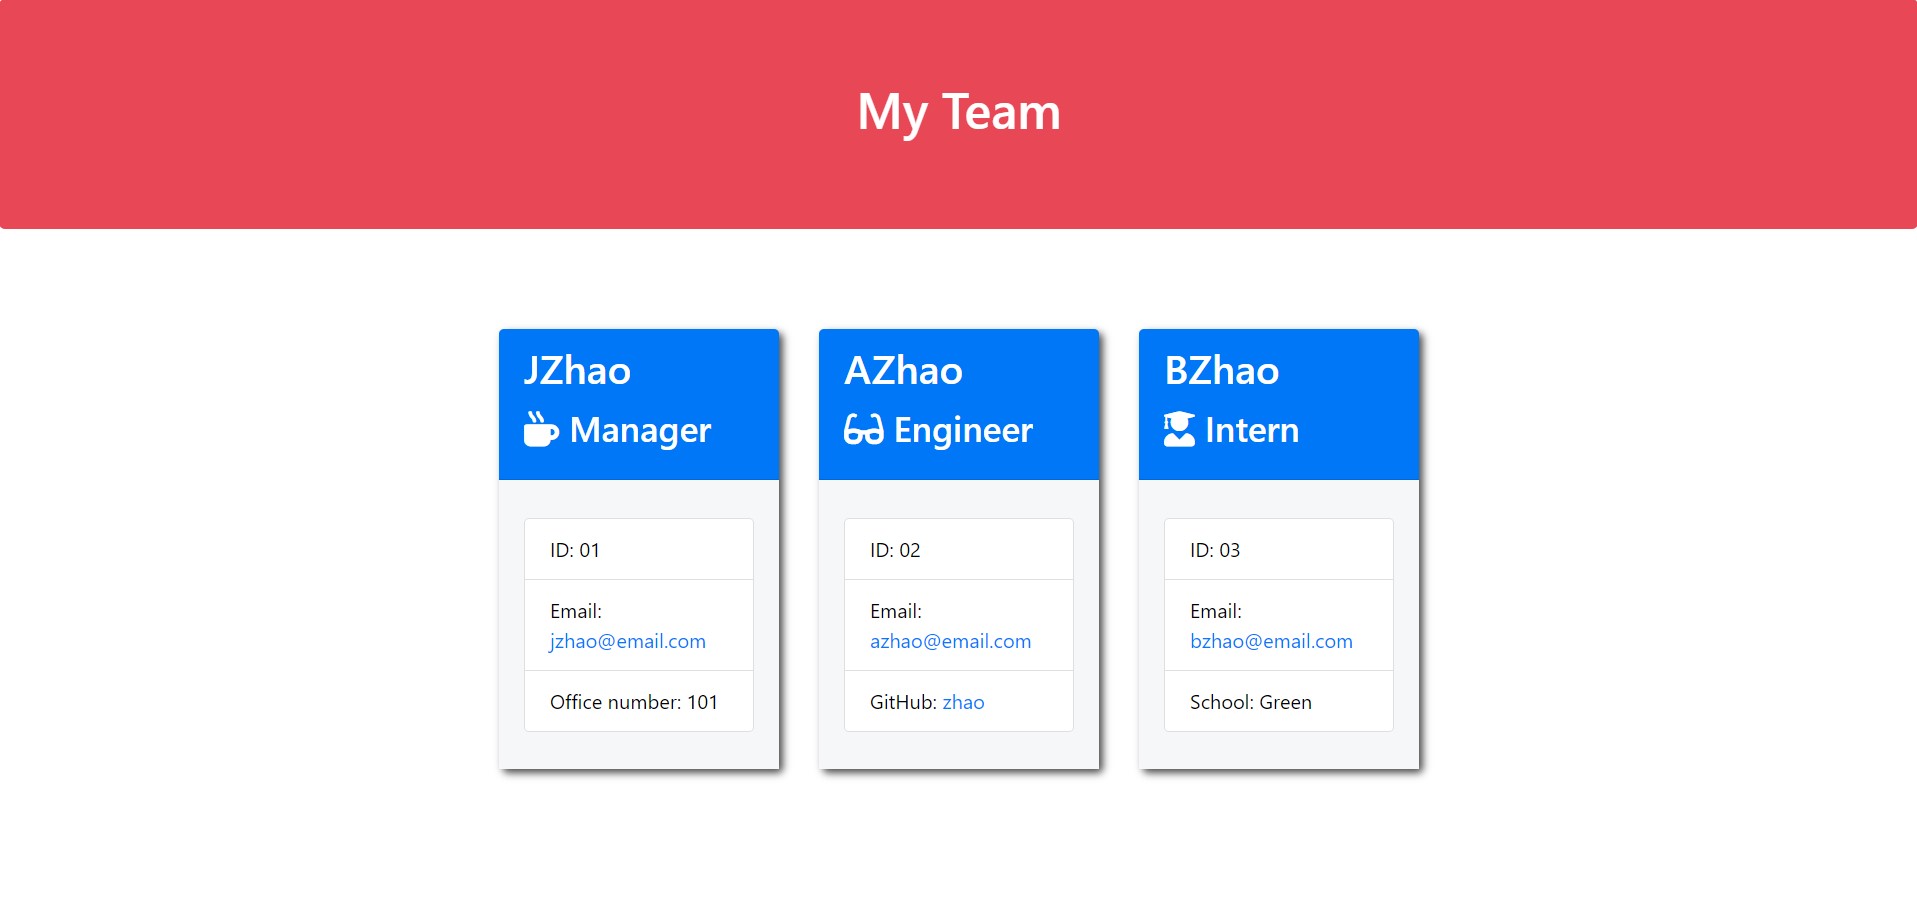 My Team
JZhao
Manager
ID: 01
Email:
jzhao@email.com
Office number: 101
AZhao
Engineer
ID: 02
Email:
azhao@email.com
GitHub: zhao
BZhao
Intern
ID: 03
Email:
bzhao@email.com
School: Green